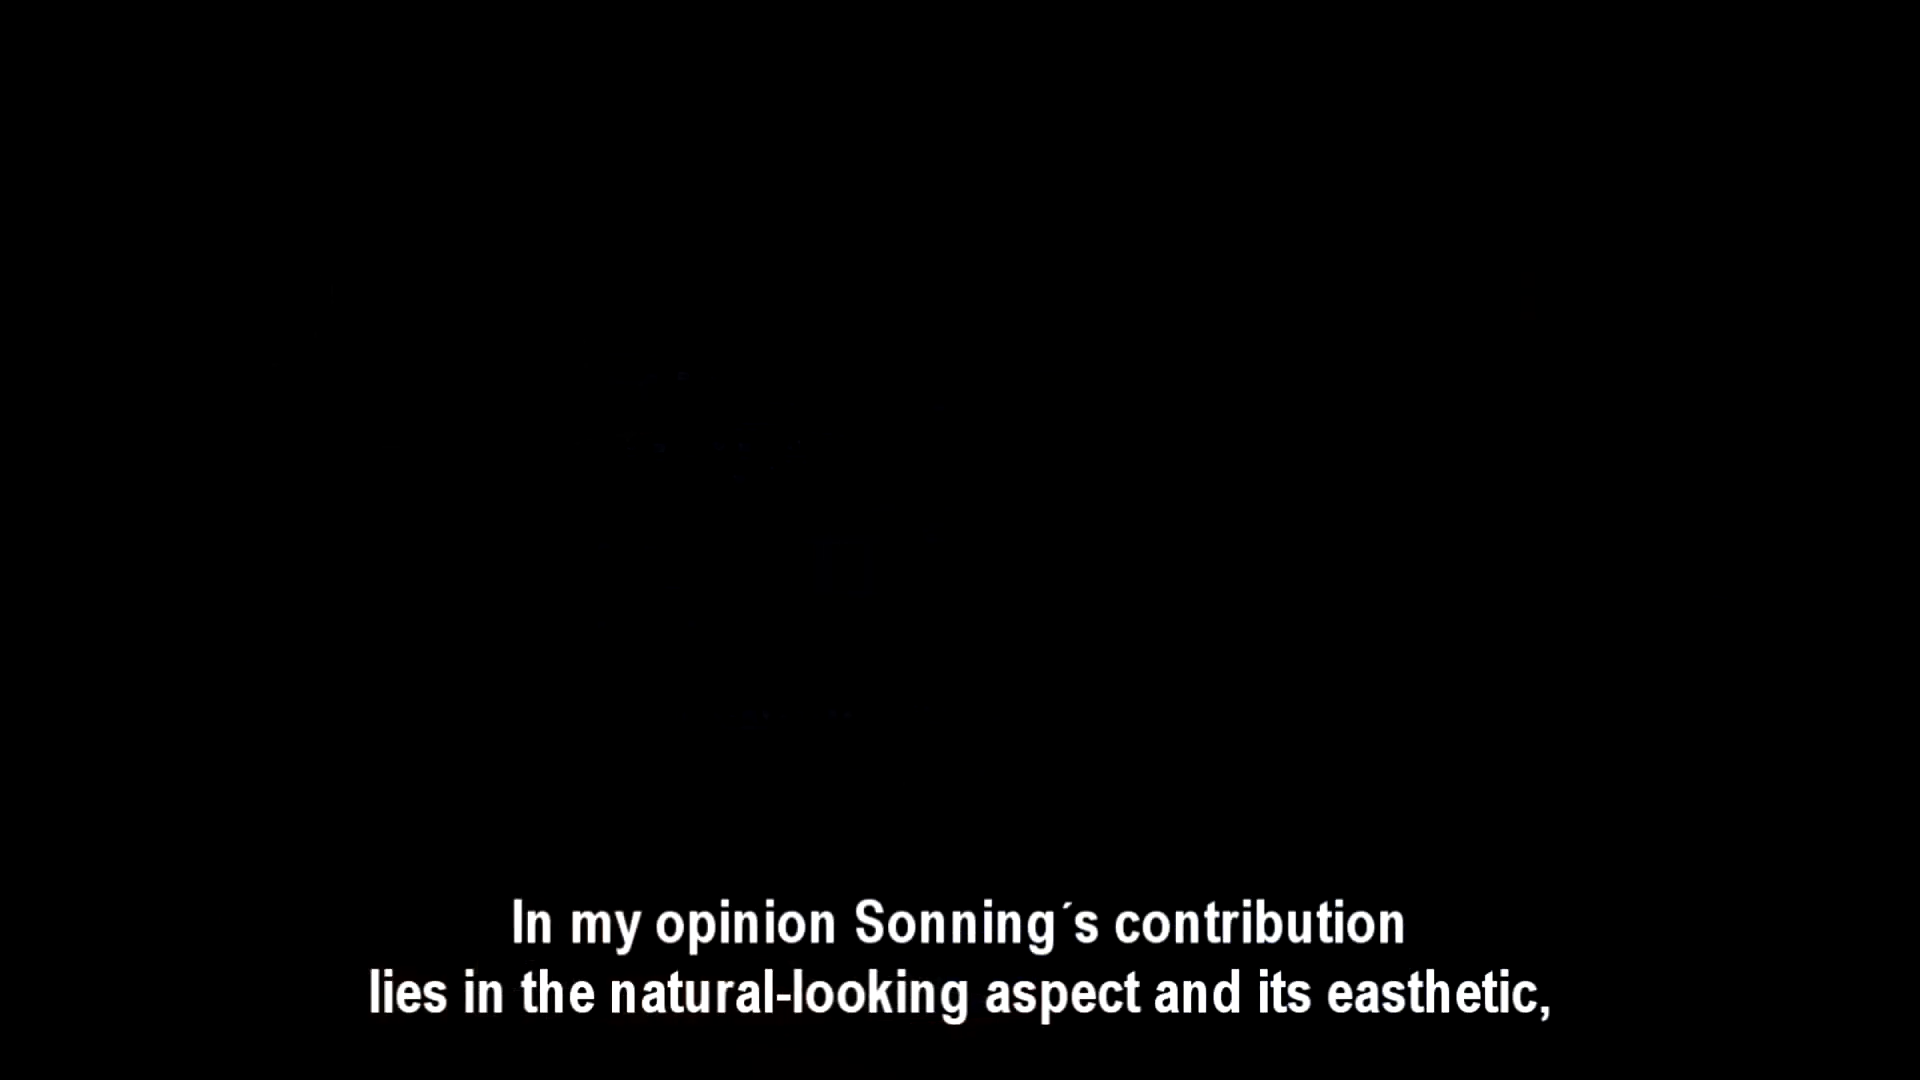 In my opinion Sonning´s contribution
lies in the natural-looking aspect and its easthetic,